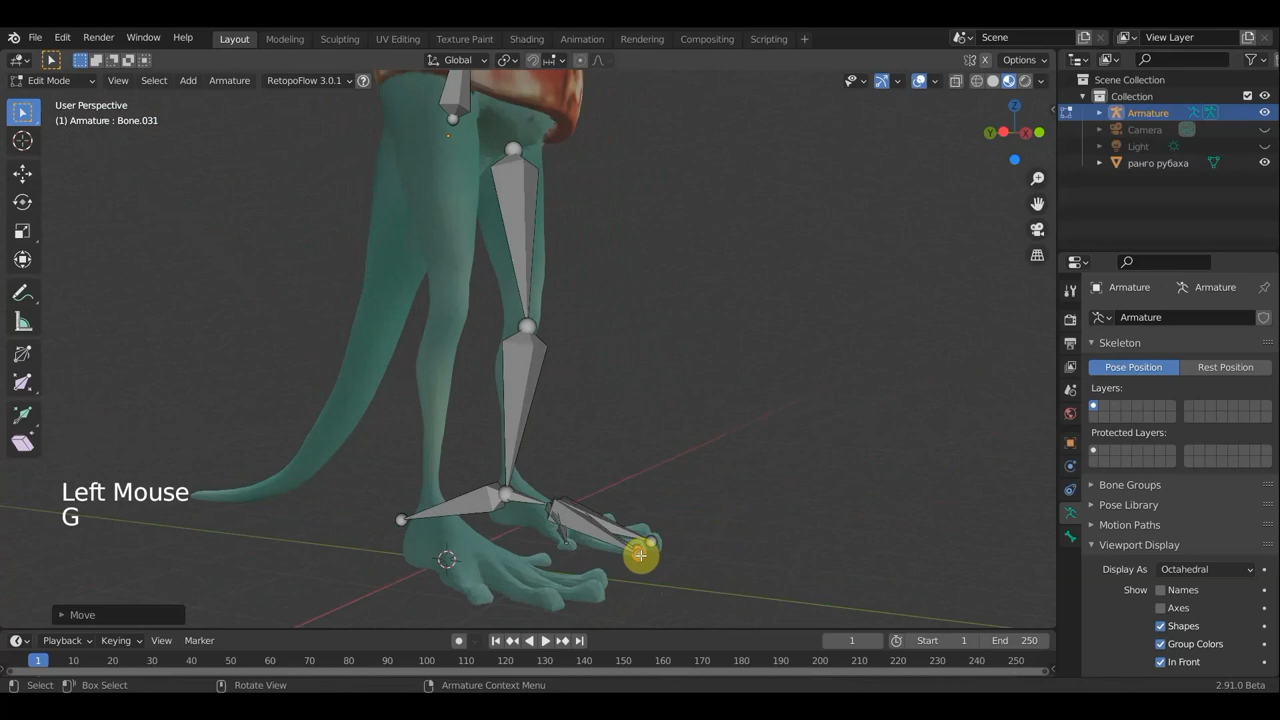 File Edit Render Window Help
Layout Modeling Sculpting UV Editing Texture Paint Shading Animation Rendering Compositing Scripting +
Scene View Layer
Global Options
Edit Mode View Select Add Armature RetopoFlow 3.0.1
User Perspective
(1) Armature : Bone.031
Z
Y
X
Scene Collection
Collection
Armature
Camera
Light
ранго рубаха
Armature Armature
Armature
Skeleton
Pose Position Rest Position
Layers:
Protected Layers:
Bone Groups
Pose Library
Motion Paths
Viewport Display
Display As Octahedral
Show Names
Axes
Shapes
Group Colors
In Front
Left Mouse
G
Move
Playback Keying View Marker 1 Start 1 End 250
1 10 20 30 40 50 60 70 80 90 100 110 120 130 140 150 160 170 180 190 200 210 220 230 240 250
Select Box Select Rotate View Armature Context Menu 2.91.0 Beta